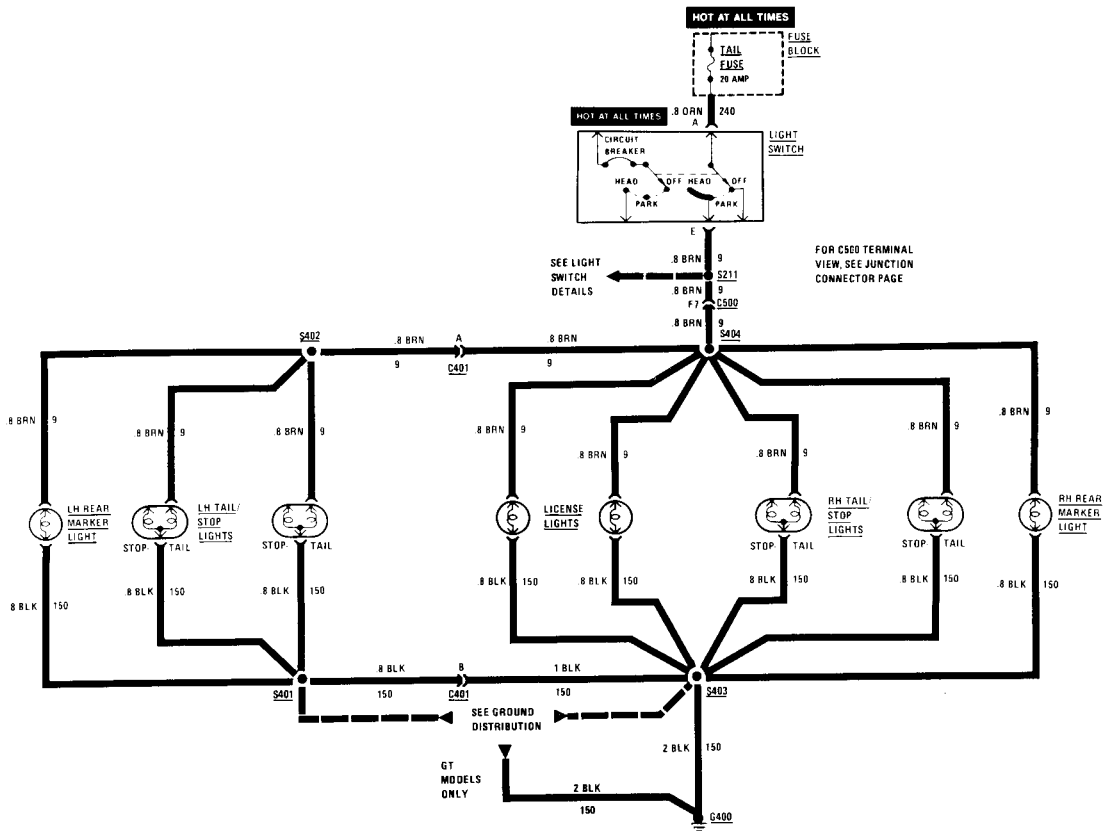 HOT AT ALL TIMES
FUSE
BLOCK
TAIL
FUSE
20 AMP
.8 ORN 240
A
HOT AT ALL TIMES
LIGHT
SWITCH
CIRCUIT
BREAKER
HEAD OFF HEAD OFF
PARK PARK
E
.8 BRN 9
SEE LIGHT
SWITCH
DETAILS
S211
FOR C500 TERMINAL
VIEW, SEE JUNCTION
CONNECTOR PAGE
.8 BRN 9
F7 C500
.8 BRN 9
S402
.8 BRN A .8 BRN
S404
9 C401 9
.8 BRN 9
.8 BRN 9
.8 BRN 9
.8 BRN 9
.8 BRN 9
.8 BRN 9
.8 BRN 9
.8 BRN 9
LH REAR
MARKER
LIGHT
LH TAIL/
STOP
LIGHTS
LICENSE
LIGHTS
RH TAIL/
STOP
LIGHTS
RH REAR
MARKER
LIGHT
STOP- TAIL
STOP- TAIL
STOP- TAIL
STOP- TAIL
.8 BLK 150
.8 BLK 150
.8 BLK 150
.8 BLK 150
.8 BLK 150
8 BLK 150
.8 BLK 150
.8 BLK 150
S401
.8 BLK B 1 BLK
150 C401 150
S403
SEE GROUND
DISTRIBUTION
2 BLK 150
GT
MODELS
ONLY
2 BLK
150
G400